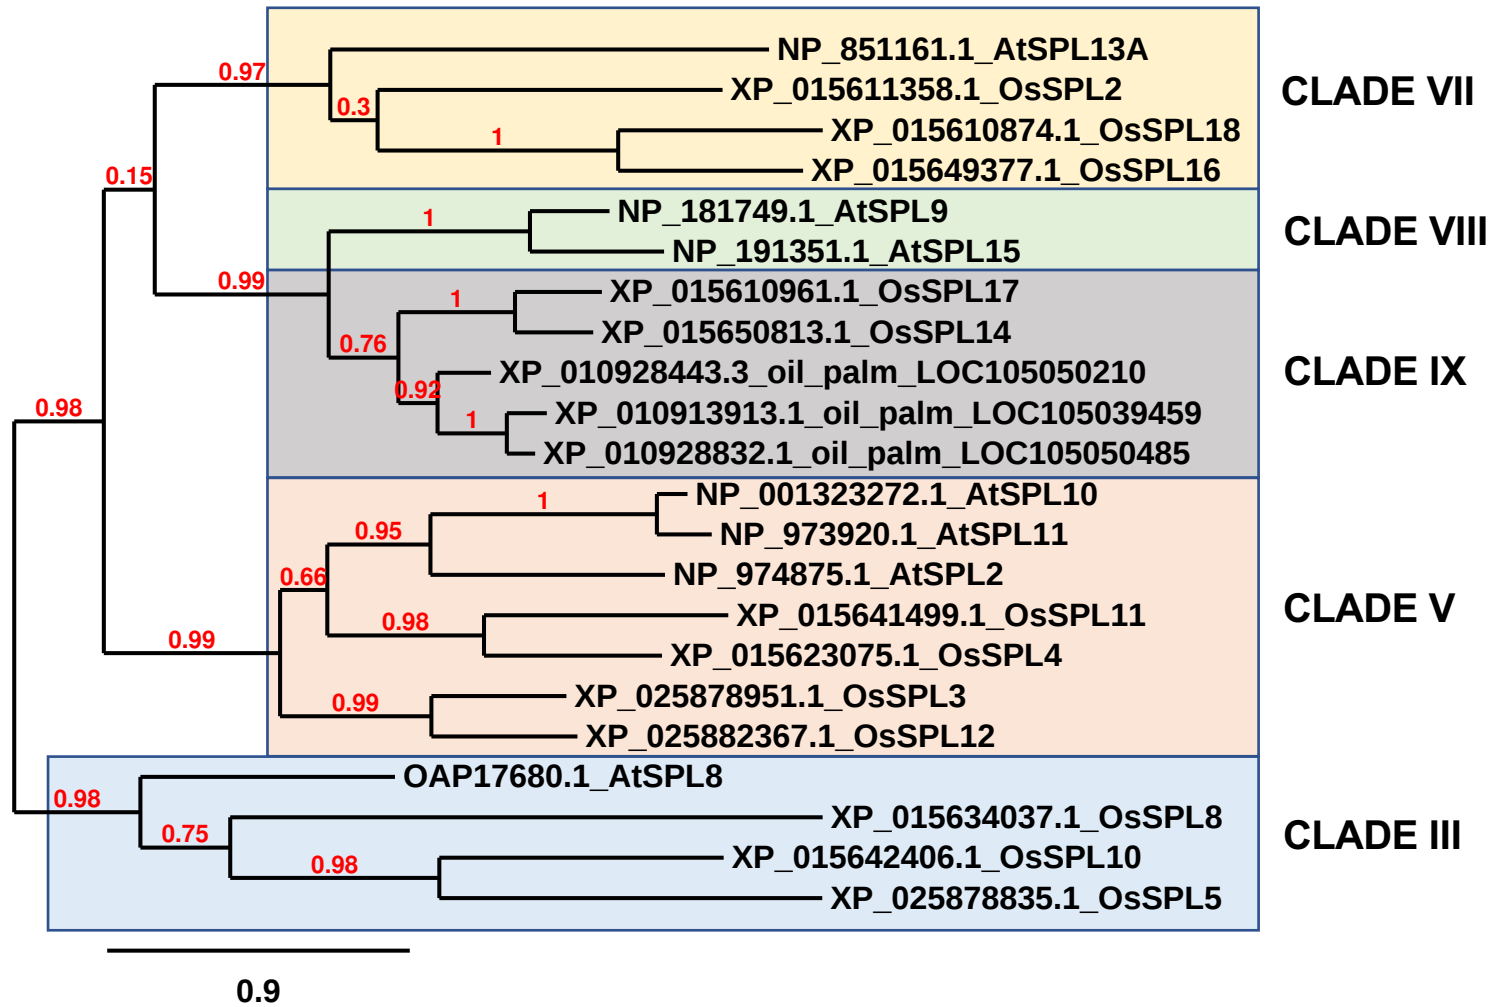 NP_851161.1_AtSPL13A
0.97
XP_015611358.1_OsSPL2
CLADE VII
0.3
XP_015610874.1_OsSPL18
1
XP_015649377.1_OsSPL16
0.15
NP_181749.1_AtSPL9
1
CLADE VIII
NP_191351.1_AtSPL15
0.99
XP_015610961.1_OsSPL17
1
XP_015650813.1_OsSPL14
0.76
XP_010928443.3_oil_palm_LOC105050210
CLADE IX
0.92
XP_010913913.1_oil_palm_LOC105039459
0.98
1
XP_010928832.1_oil_palm_LOC105050485
NP_001323272.1_AtSPL10
1
NP_973920.1_AtSPL11
0.95
NP_974875.1_AtSPL2
0.66
XP_015641499.1_OsSPL11
CLADE V
0.98
0.99
XP_015623075.1_OsSPL4
XP_025878951.1_OsSPL3
0.99
XP_025882367.1_OsSPL12
OAP17680.1_AtSPL8
0.98
XP_015634037.1_OsSPL8
0.75
CLADE III
XP_015642406.1_OsSPL10
0.98
XP_025878835.1_OsSPL5
0.9